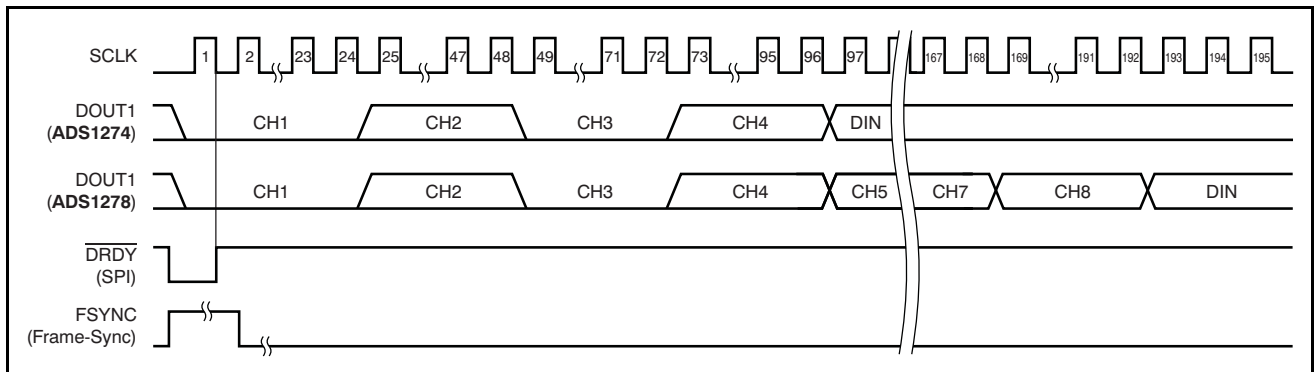 SCLK 1 2 23 24 25 47 48 49 71 72 73 95 96 97 167 168 169 191 192 193 194 195
DOUT1
(ADS1274) CH1 CH2 CH3 CH4 DIN
DOUT1
(ADS1278) CH1 CH2 CH3 CH4 CH5 CH7 CH8 DIN
DRDY
(SPI)
FSYNC
(Frame-Sync)